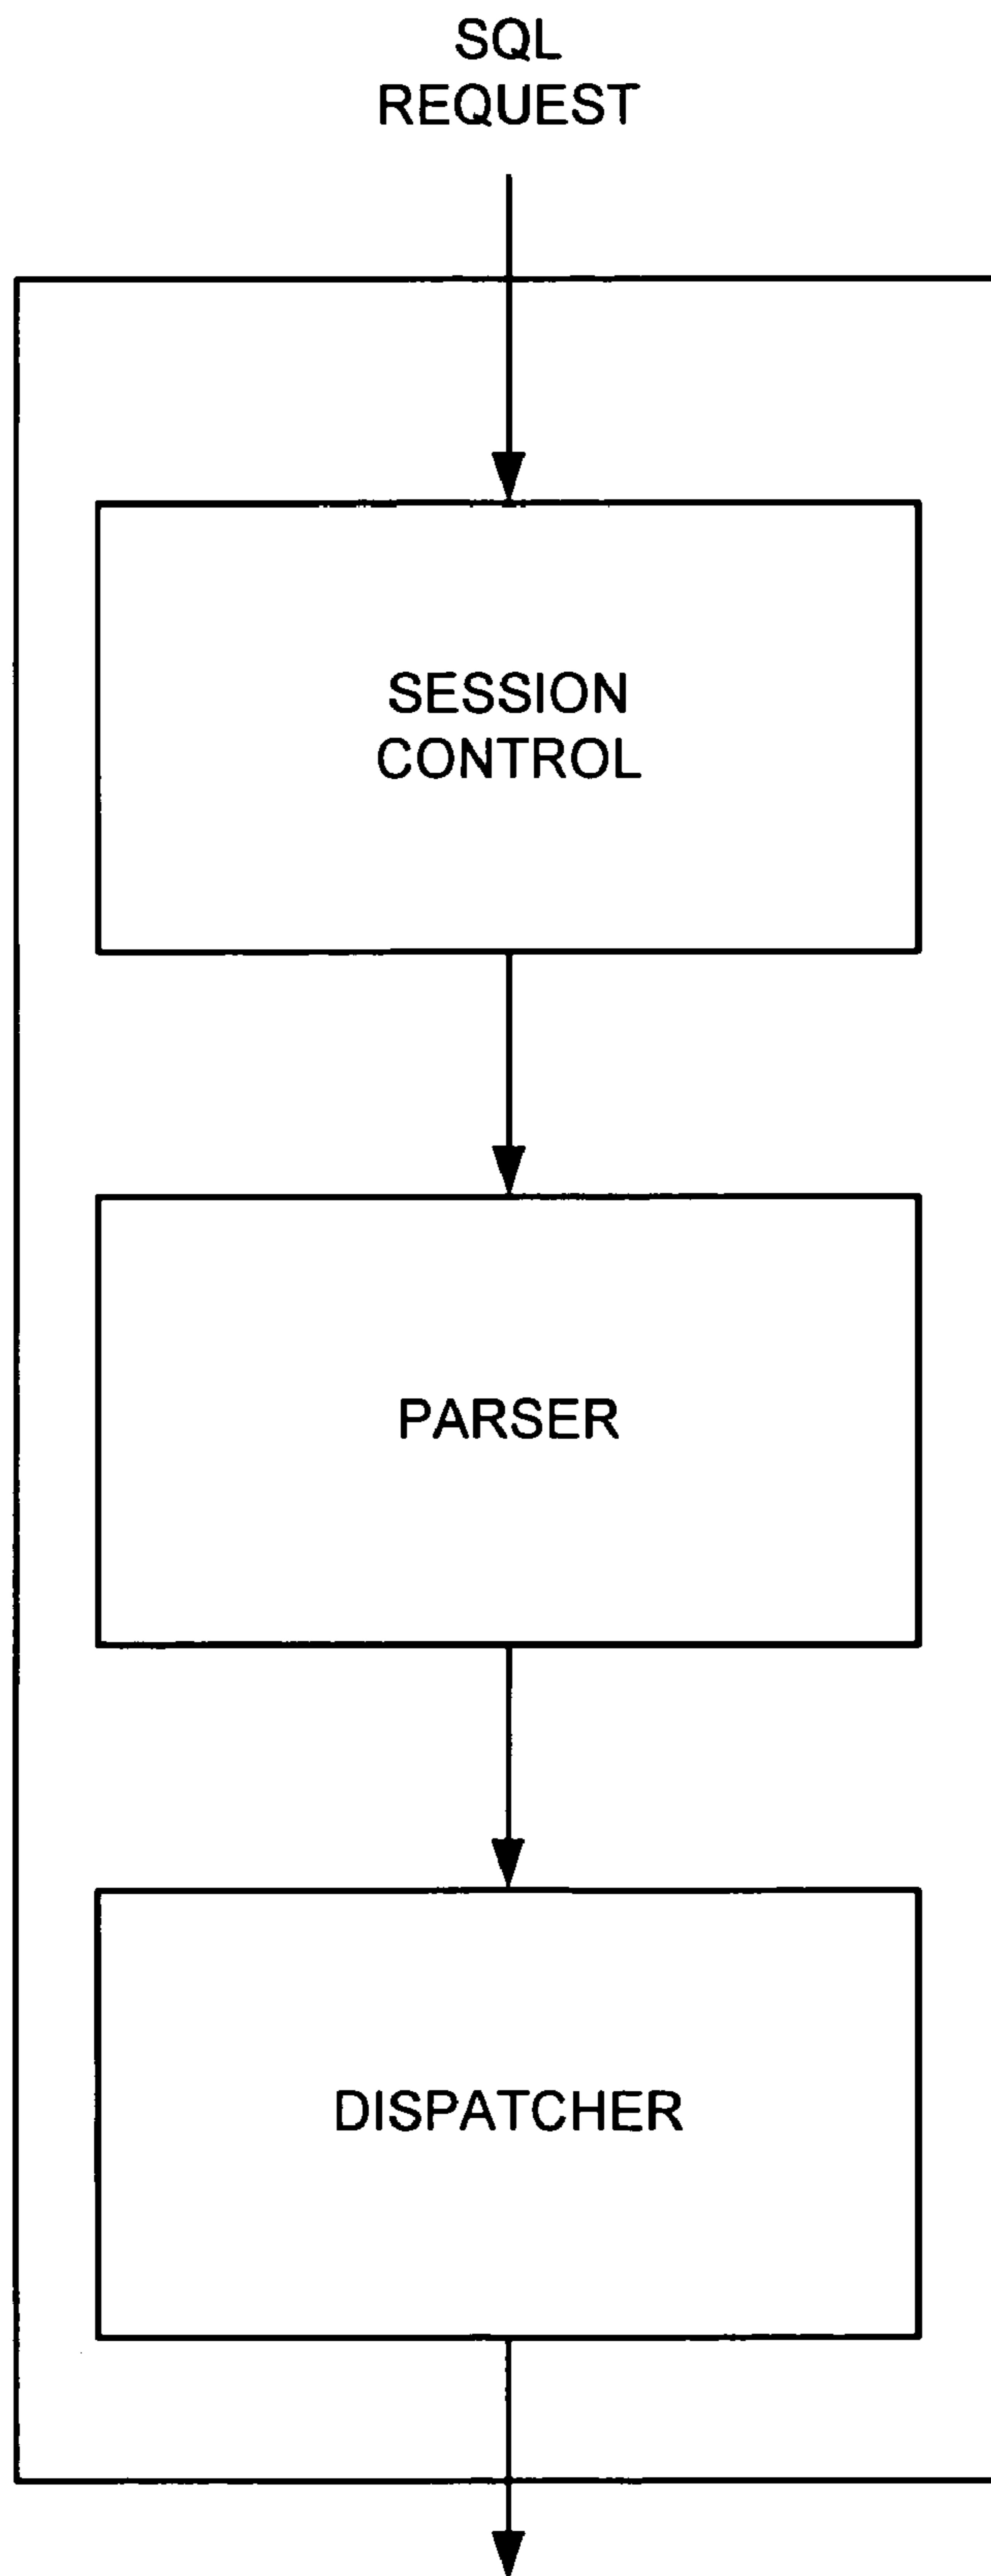 SQL
REQUEST
SESSION
CONTROL
PARSER
DISPATCHER